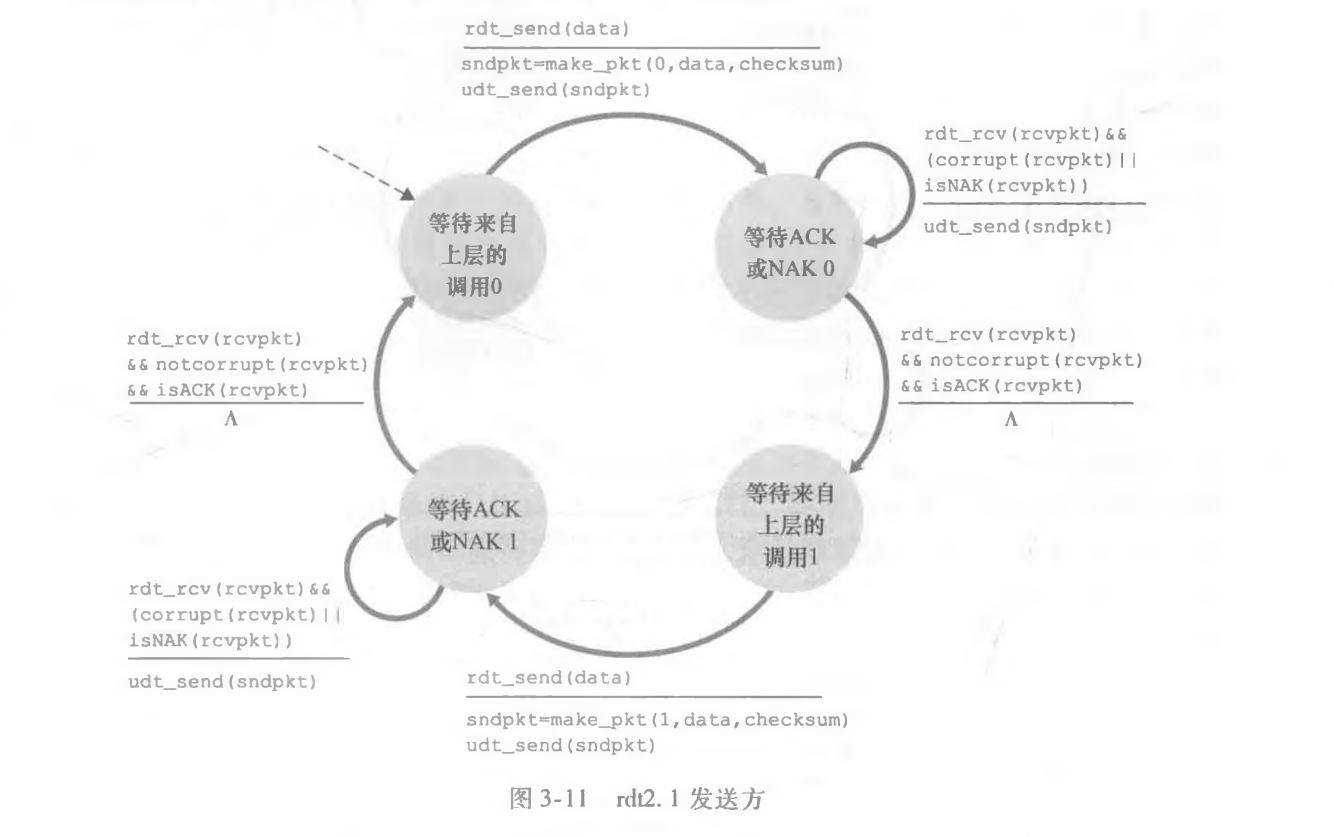 rdt_send(data)
sndpkt=make_pkt(0,data,checksum)
udt_send(sndpkt)
rdt_rcv(rcvpkt)&&
(corrupt(rcvpkt)||
isNAK(rcvpkt))
udt_send(sndpkt)
等待来自
上层的
调用0
等待ACK
或NAK 0
rdt_rcv(rcvpkt)
&& notcorrupt(rcvpkt)
&& isACK(rcvpkt)
Λ
rdt_rcv(rcvpkt)
&& notcorrupt(rcvpkt)
&& isACK(rcvpkt)
Λ
等待ACK
或NAK 1
等待来自
上层的
调用1
rdt_rcv(rcvpkt)&&
(corrupt(rcvpkt)||
isNAK(rcvpkt))
udt_send(sndpkt)
rdt_send(data)
sndpkt=make_pkt(1,data,checksum)
udt_send(sndpkt)
图 3-11 rdt2. 1 发送方